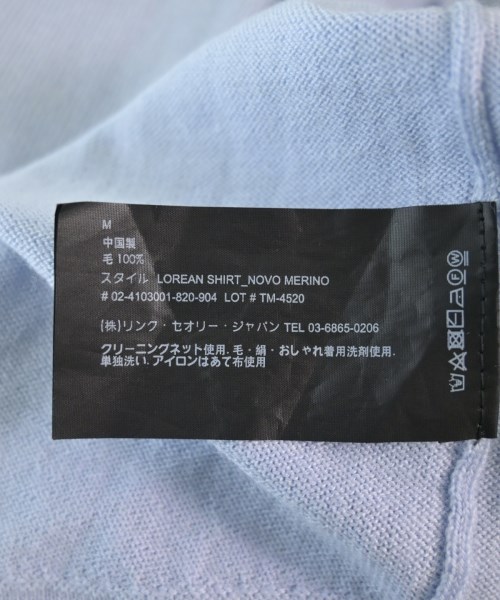 M
中国製
毛 100%
スタイル LOREAN SHIRT_NOVO MERINO
# 02-4103001-820-904 LOT # TM-4520
(株)リンク・セオリー・ジャパン TEL 03-6865-0206
クリーニングネット使用. 毛・絹・おしゃれ着用洗剤使用.
単独洗い. アイロンはあて布使用